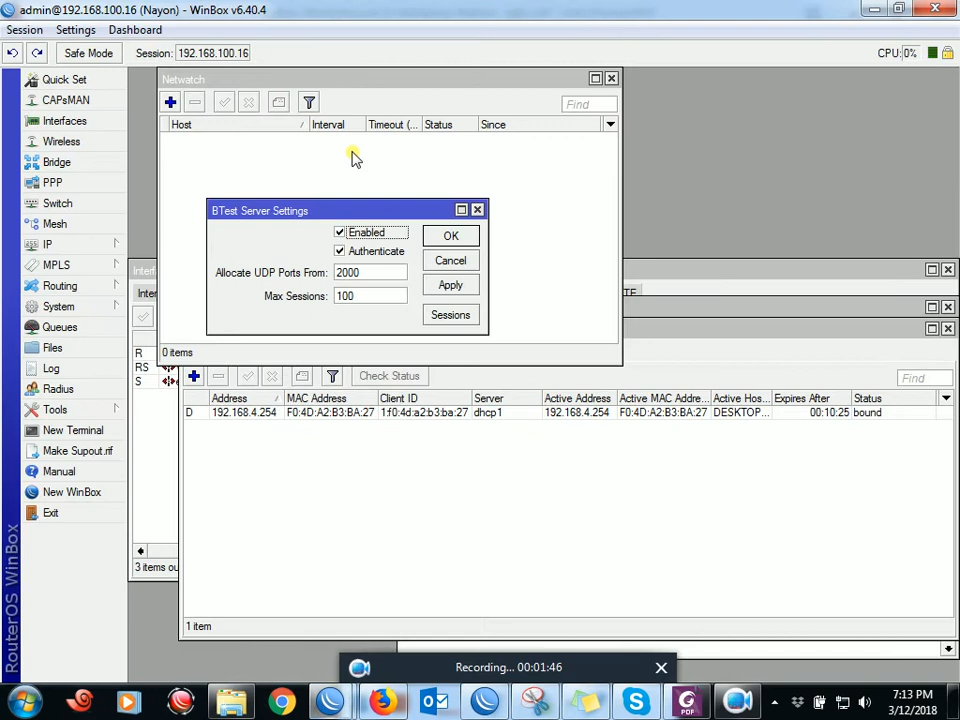 admin@192.168.100.16 (Nayon) - WinBox v6.40.4
Session Settings Dashboard
Safe Mode Session: 192.168.100.16 CPU: 0%
Quick Set
CAPsMAN
Interfaces
Wireless
Bridge
PPP
Switch
Mesh
IP
MPLS
Routing
System
Queues
Files
Log
Radius
Tools
New Terminal
Make Supout.rif
Manual
New WinBox
Exit
RouterOS WinBox
Netwatch
Find
Host / Interval Timeout (... Status Since
0 items
BTest Server Settings
Enabled
Authenticate
Allocate UDP Ports From: 2000
Max Sessions: 100
OK
Cancel
Apply
Sessions
Interf
Inter
TE
R
RS
S
3 items ou
Check Status Find
Address / MAC Address Client ID Server Active Address Active MAC Addre... Active Hos... Expires After Status
D 192.168.4.254 F0:4D:A2:B3:BA:27 1:f0:4d:a2:b3:ba:27 dhcp1 192.168.4.254 F0:4D:A2:B3:BA:27 DESKTOP... 00:10:25 bound
1 item
Recording... 00:01:46
PDF
7:13 PM
3/12/2018